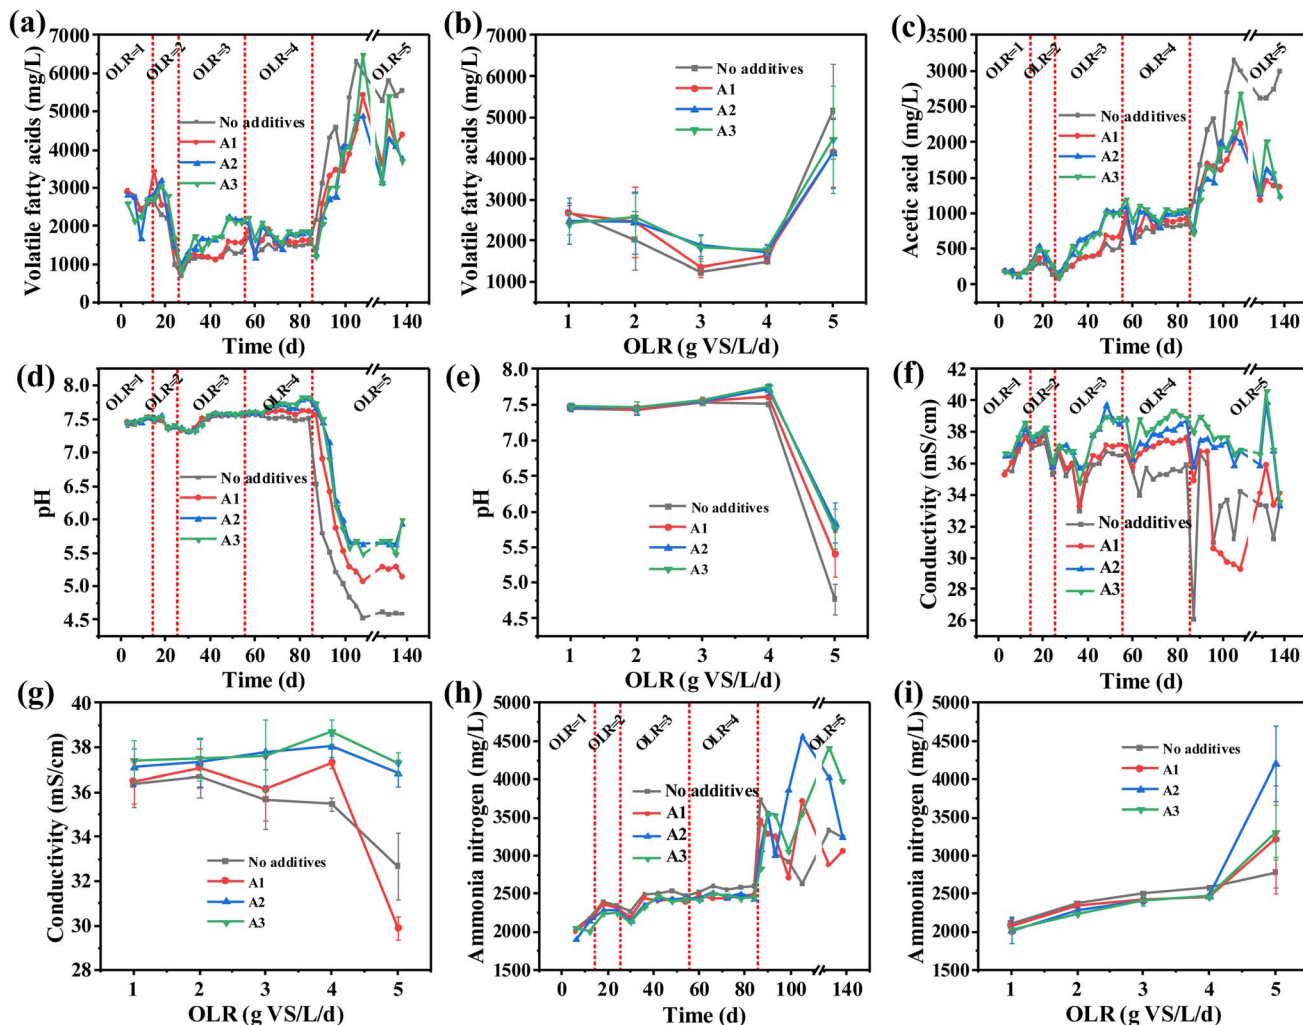 (a)
7000
6000
5000
4000
3000
2000
1000
0
Volatile fatty acids (mg/L)
OLR=1
OLR=2
OLR=3
OLR=4
OLR=5
No additives
A1
A2
A3
0 20 40 60 80 100 140
Time (d)
(b)
7000
6000
5000
4000
3000
2000
1000
Volatile fatty acids (mg/L)
No additives
A1
A2
A3
1 2 3 4 5
OLR (g VS/L/d)
(c)
3500
3000
2500
2000
1500
1000
500
0
Acetic acid (mg/L)
OLR=1
OLR=2
OLR=3
OLR=4
OLR=5
No additives
A1
A2
A3
0 20 40 60 80 100 140
Time (d)
(d)
8.0
7.5
7.0
6.5
6.0
5.5
5.0
4.5
pH
OLR=1
OLR=2
OLR=3
OLR=4
OLR=5
No additives
A1
A2
A3
0 20 40 60 80 100 140
Time (d)
(e)
8.0
7.5
7.0
6.5
6.0
5.5
5.0
4.5
pH
No additives
A1
A2
A3
1 2 3 4 5
OLR (g VS/L/d)
(f)
42
40
38
36
34
32
30
28
26
24
Conductivity (mS/cm)
OLR=1
OLR=2
OLR=3
OLR=4
OLR=5
No additives
A1
A2
A3
0 20 40 60 80 100 140
Time (d)
(g)
40
38
36
34
32
30
28
Conductivity (mS/cm)
No additives
A1
A2
A3
1 2 3 4 5
OLR (g VS/L/d)
(h)
5000
4500
4000
3500
3000
2500
2000
1500
Ammonia nitrogen (mg/L)
OLR=1
OLR=2
OLR=3
OLR=4
OLR=5
No additives
A1
A2
A3
0 20 40 60 80 100 140
Time (d)
(i)
5000
4500
4000
3500
3000
2500
2000
1500
Ammonia nitrogen (mg/L)
No additives
A1
A2
A3
1 2 3 4 5
OLR (g VS/L/d)